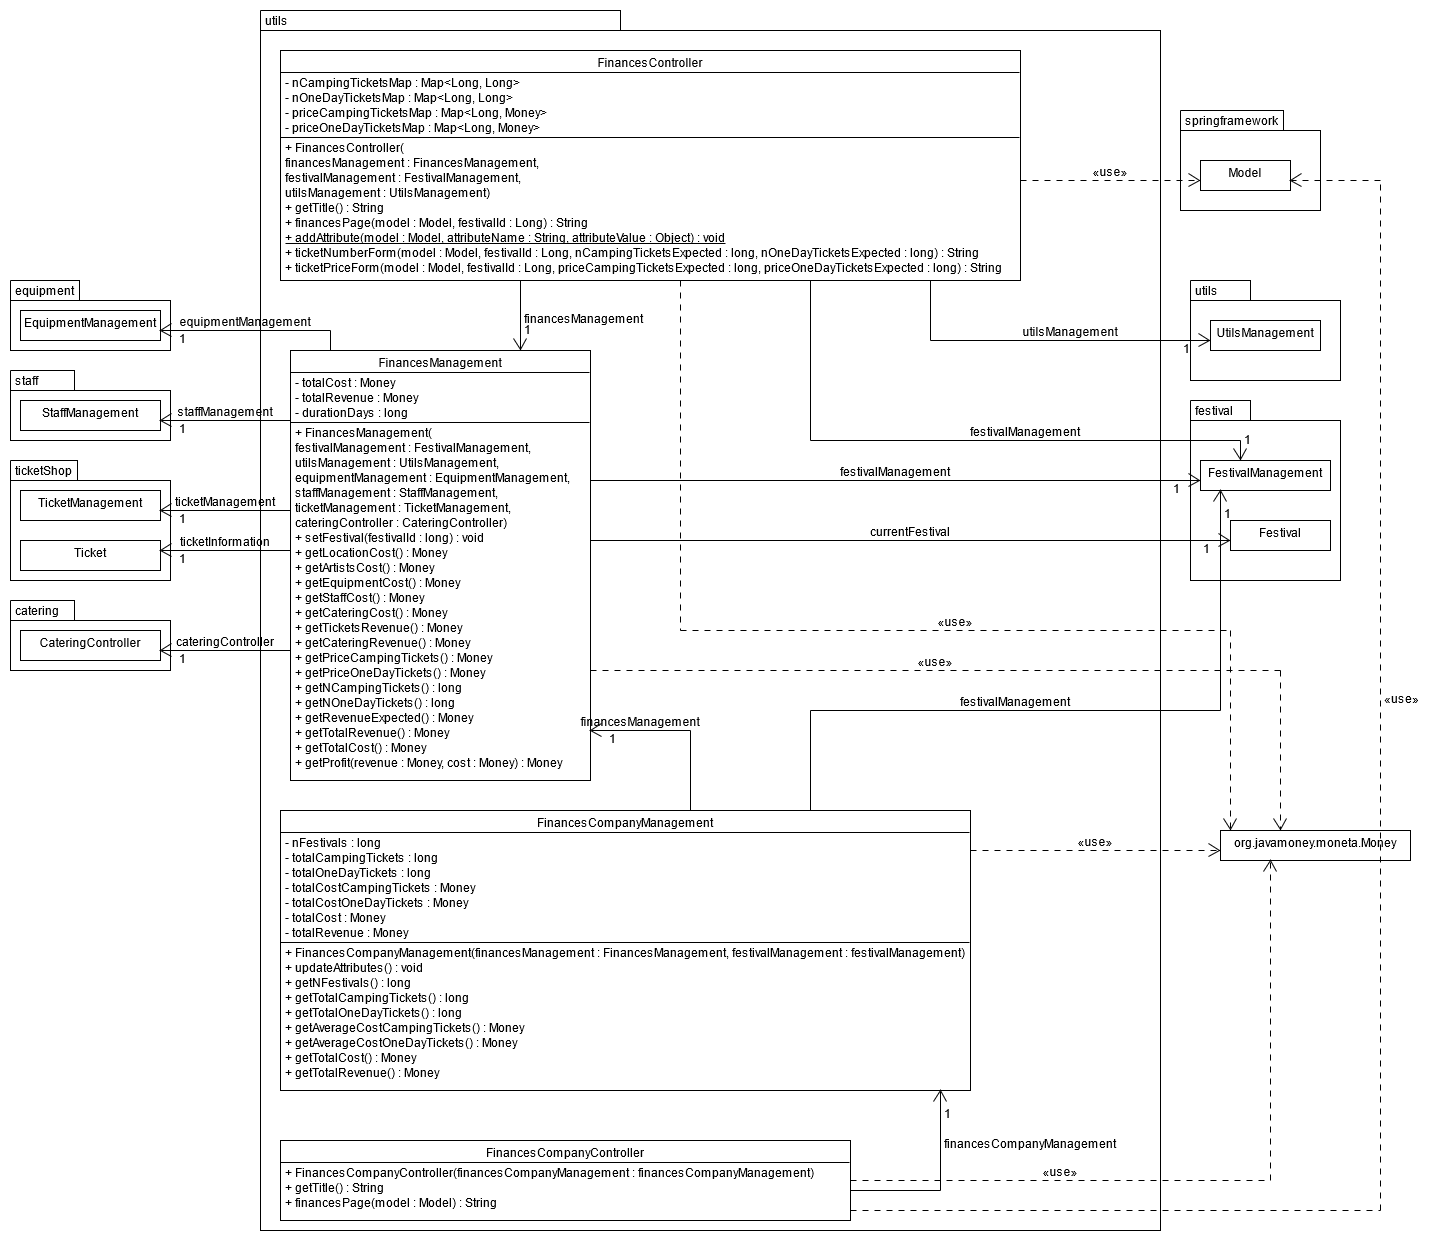 utils
FinancesController
- nCampingTicketsMap : Map<Long, Long>
- nOneDayTicketsMap : Map<Long, Long>
- priceCampingTicketsMap : Map<Long, Money>
- priceOneDayTicketsMap : Map<Long, Money>
+ FinancesController(
financesManagement : FinancesManagement,
festivalManagement : FestivalManagement,
utilsManagement : UtilsManagement)
+ getTitle() : String
+ financesPage(model : Model, festivalId : Long) : String
+ addAttribute(model : Model, attributeName : String, attributeValue : Object) : void
+ ticketNumberForm(model : Model, festivalId : Long, nCampingTicketsExpected : long, nOneDayTicketsExpected : long) : String
+ ticketPriceForm(model : Model, festivalId : Long, priceCampingTicketsExpected : long, priceOneDayTicketsExpected : long) : String
«use»
springframework
Model
equipment
EquipmentManagement
equipmentManagement
1
staff
StaffManagement
staffManagement
1
ticketShop
TicketManagement
ticketManagement
1
Ticket
ticketInformation
1
catering
CateringController
cateringController
1
financesManagement
1
FinancesManagement
- totalCost : Money
- totalRevenue : Money
- durationDays : long
+ FinancesManagement(
festivalManagement : FestivalManagement,
utilsManagement : UtilsManagement,
equipmentManagement : EquipmentManagement,
staffManagement : StaffManagement,
ticketManagement : TicketManagement,
cateringController : CateringController)
+ setFestival(festivalId : long) : void
+ getLocationCost() : Money
+ getArtistsCost() : Money
+ getEquipmentCost() : Money
+ getStaffCost() : Money
+ getCateringCost() : Money
+ getTicketsRevenue() : Money
+ getCateringRevenue() : Money
+ getPriceCampingTickets() : Money
+ getPriceOneDayTickets() : Money
+ getNCampingTickets() : long
+ getNOneDayTickets() : long
+ getRevenueExpected() : Money
+ getTotalRevenue() : Money
+ getTotalCost() : Money
+ getProfit(revenue : Money, cost : Money) : Money
utilsManagement
1
utils
UtilsManagement
festival
festivalManagement
1
FestivalManagement
festivalManagement
1
1
Festival
currentFestival
1
«use»
«use»
festivalManagement
«use»
financesManagement
1
FinancesCompanyManagement
- nFestivals : long
- totalCampingTickets : long
- totalOneDayTickets : long
- totalCostCampingTickets : Money
- totalCostOneDayTickets : Money
- totalCost : Money
- totalRevenue : Money
+ FinancesCompanyManagement(financesManagement : FinancesManagement, festivalManagement : festivalManagement)
+ updateAttributes() : void
+ getNFestivals() : long
+ getTotalCampingTickets() : long
+ getTotalOneDayTickets() : long
+ getAverageCostCampingTickets() : Money
+ getAverageCostOneDayTickets() : Money
+ getTotalCost() : Money
+ getTotalRevenue() : Money
«use»
org.javamoney.moneta.Money
1
financesCompanyManagement
FinancesCompanyController
+ FinancesCompanyController(financesCompanyManagement : financesCompanyManagement)
+ getTitle() : String
+ financesPage(model : Model) : String
«use»